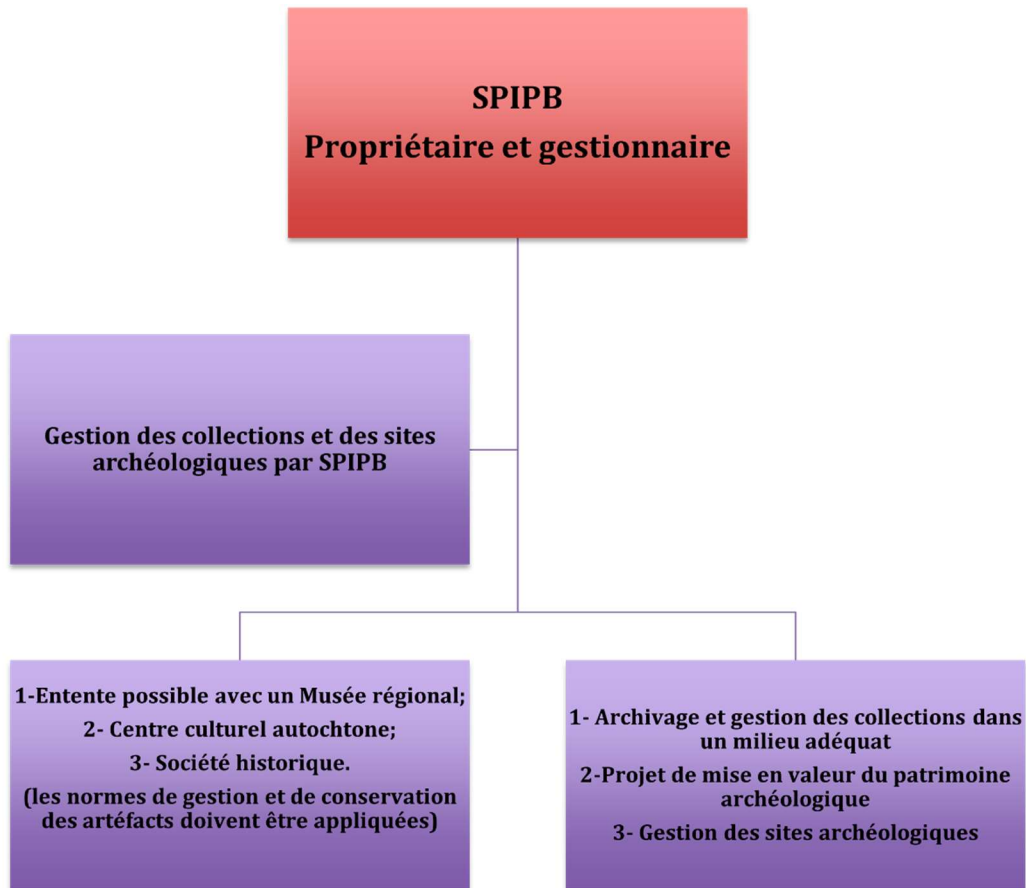 SPIPB
Propriétaire et gestionnaire
Gestion des collections et des sites
archéologiques par SPIPB
1-Entente possible avec un Musée régional;
2- Centre culturel autochtone;
3- Société historique.
(les normes de gestion et de conservation
des artéfacts doivent être appliquées)
1- Archivage et gestion des collections dans
un milieu adéquat
2-Projet de mise en valeur du patrimoine
archéologique
3- Gestion des sites archéologiques